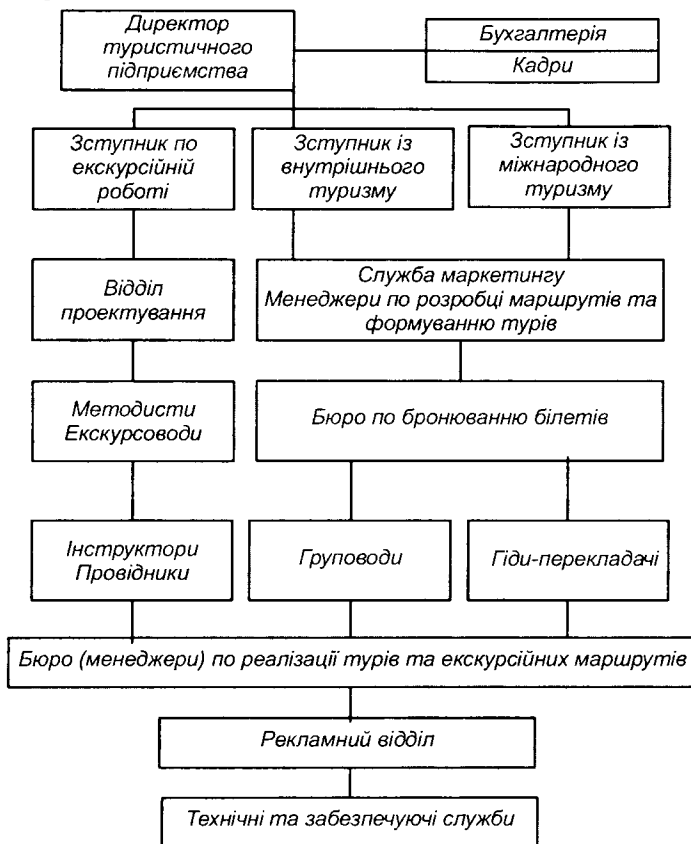 Директор
туристичного
підприємства
Бухгалтерія
Кадри
Зступник по
екскурсійній
роботі
Зступник із
внутрішнього
туризму
Зступник із
міжнародного
туризму
Відділ
проектування
Служба маркетингу
Менеджери по розробці маршрутів та
формуванню турів
Методисти
Екскурсоводи
Бюро по бронюванню білетів
Інструктори
Провідники
Груповоди
Гіди-перекладачі
Бюро (менеджери) по реалізації турів та екскурсійних маршрутів
Рекламний відділ
Технічні та забезпечуючі служби